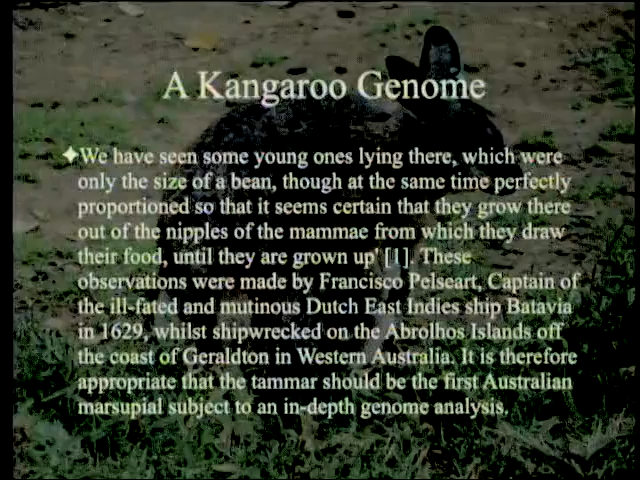 A Kangaroo Genome
✦We have seen some young ones lying there, which were
only the size of a bean, though at the same time perfectly
proportioned so that it seems certain that they grow there
out of the nipples of the mammae from which they draw
their food, until they are grown up' [1]. These
observations were made by Francisco Pelseart, Captain of
the ill-fated and mutinous Dutch East Indies ship Batavia
in 1629, whilst shipwrecked on the Abrolhos Islands off
the coast of Geraldton in Western Australia. It is therefore
appropriate that the tammar should be the first Australian
marsupial subject to an in-depth genome analysis.